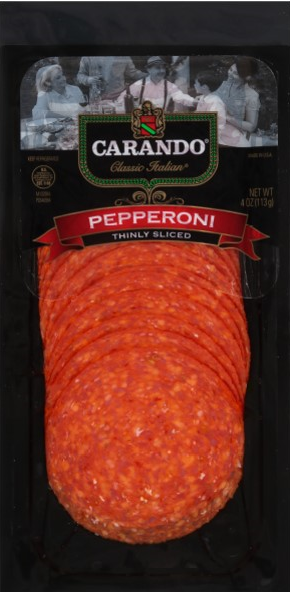 CARANDO®
Classic Italian®
NET WT
4 OZ (113g)
PEPPERONI
THINLY SLICED